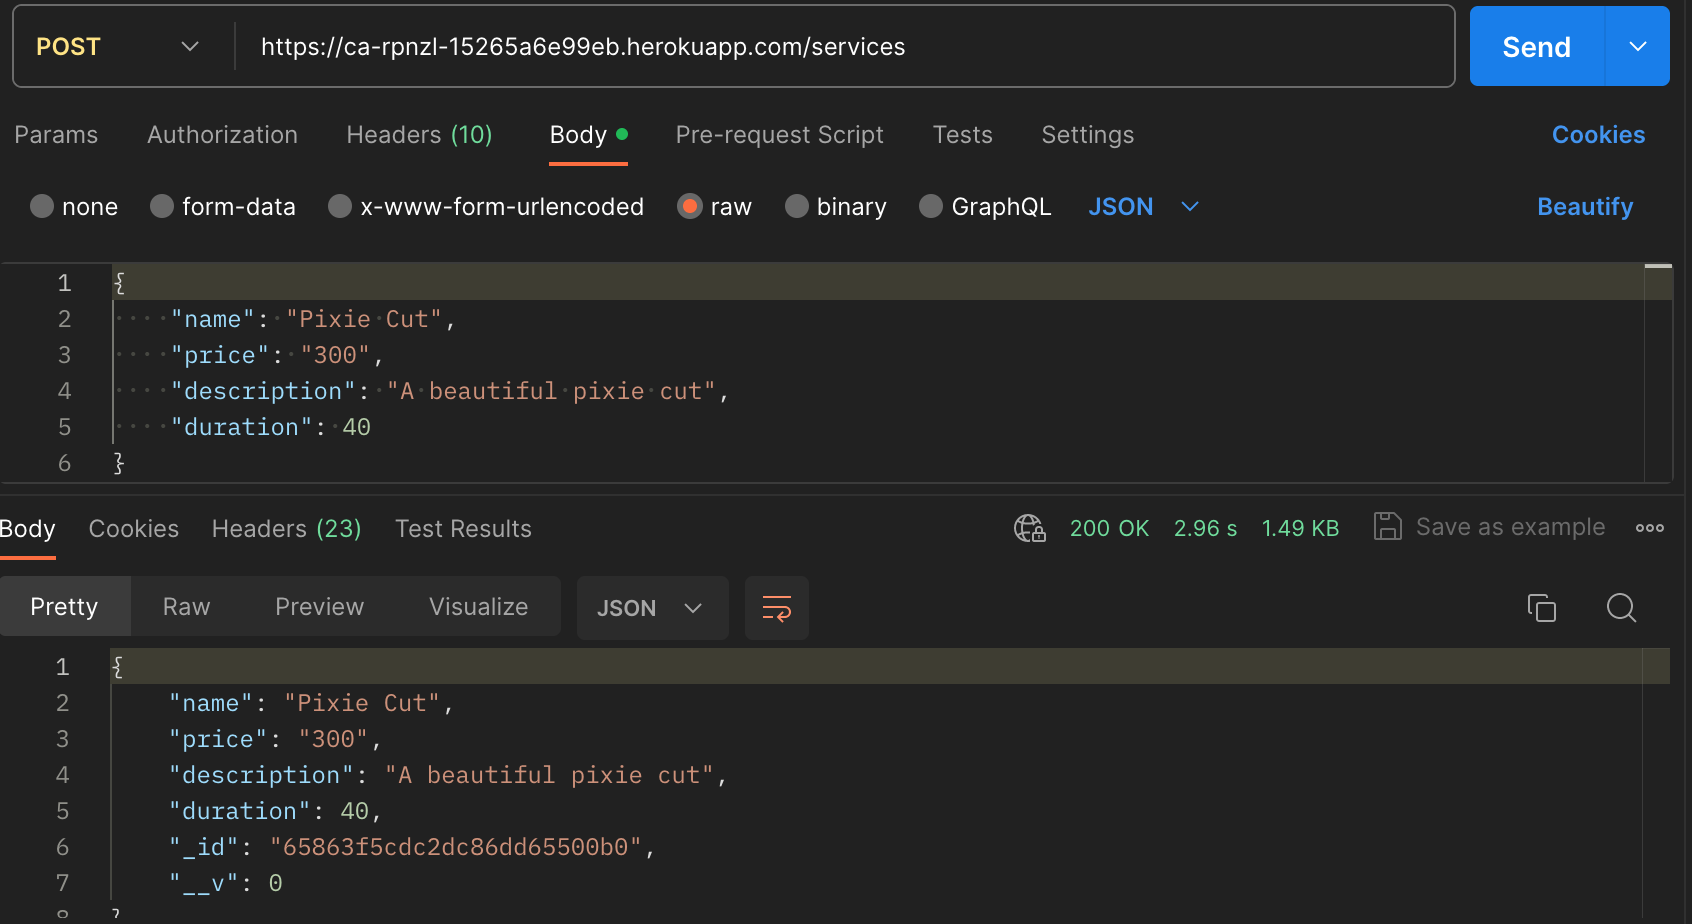 POST https://ca-rpnzl-15265a6e99eb.herokuapp.com/services Send
Params Authorization Headers (10) Body Pre-request Script Tests Settings Cookies
none form-data x-www-form-urlencoded raw binary GraphQL JSON Beautify
1 {
2 "name": "Pixie Cut",
3 "price": "300",
4 "description": "A beautiful pixie cut",
5 "duration": 40
6 }
Body Cookies Headers (23) Test Results 200 OK 2.96 s 1.49 KB Save as example
Pretty Raw Preview Visualize JSON
1 {
2 "name": "Pixie Cut",
3 "price": "300",
4 "description": "A beautiful pixie cut",
5 "duration": 40,
6 "_id": "65863f5cdc2dc86dd65500b0",
7 "__v": 0
8 }